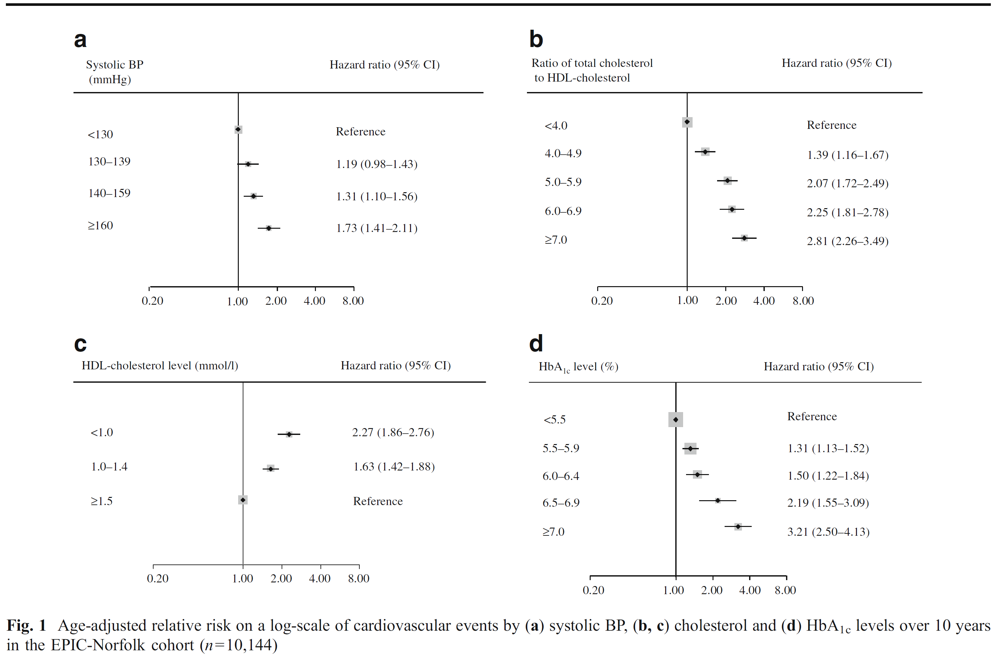 a
Systolic BP
(mmHg)
Hazard ratio (95% CI)
<130
Reference
130–139
1.19 (0.98–1.43)
140–159
1.31 (1.10–1.56)
≥160
1.73 (1.41–2.11)
0.20 1.00 2.00 4.00 8.00
b
Ratio of total cholesterol
to HDL-cholesterol
Hazard ratio (95% CI)
<4.0
Reference
4.0–4.9
1.39 (1.16–1.67)
5.0–5.9
2.07 (1.72–2.49)
6.0–6.9
2.25 (1.81–2.78)
≥7.0
2.81 (2.26–3.49)
0.20 1.00 2.00 4.00 8.00
c
HDL-cholesterol level (mmol/l)
Hazard ratio (95% CI)
<1.0
2.27 (1.86–2.76)
1.0–1.4
1.63 (1.42–1.88)
≥1.5
Reference
0.20 1.00 2.00 4.00 8.00
d
HbA1c level (%)
Hazard ratio (95% CI)
<5.5
Reference
5.5–5.9
1.31 (1.13–1.52)
6.0–6.4
1.50 (1.22–1.84)
6.5–6.9
2.19 (1.55–3.09)
≥7.0
3.21 (2.50–4.13)
0.20 1.00 2.00 4.00 8.00
Fig. 1 Age-adjusted relative risk on a log-scale of cardiovascular events by (a) systolic BP, (b, c) cholesterol and (d) HbA1c levels over 10 years
in the EPIC-Norfolk cohort (n=10,144)